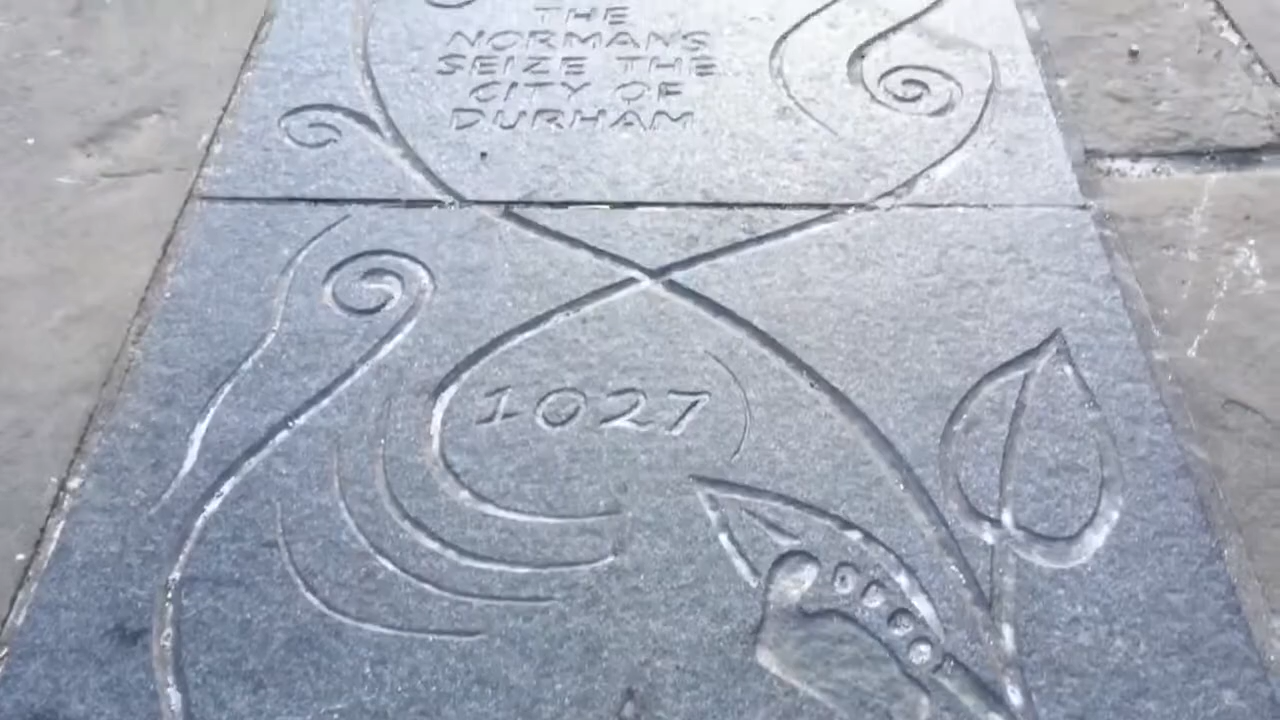 THE
NORMANS
SEIZE THE
CITY OF
DURHAM
1027